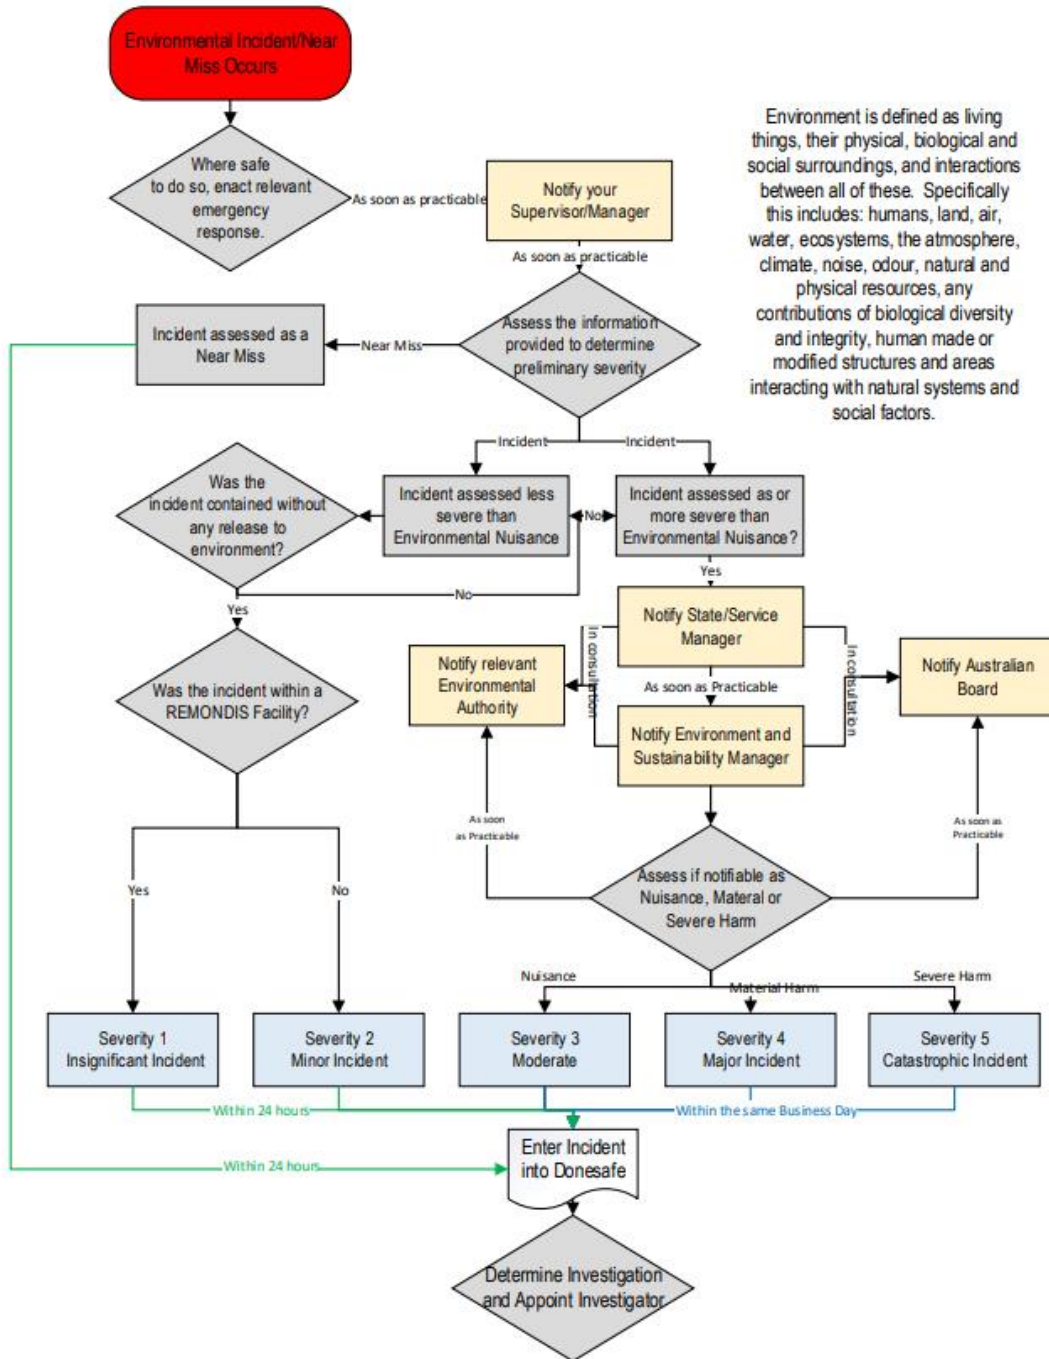 Environmental Incident/Near
Miss Occurs
Environment is defined as living
things, their physical, biological and
social surroundings, and interactions
between all of these. Specifically
this includes: humans, land, air,
water, ecosystems, the atmosphere,
climate, noise, odour, natural and
physical resources, any
contributions of biological diversity
and integrity, human made or
modified structures and areas
interacting with natural systems and
social factors.
Where safe
to do so, enact relevant
emergency
response.
As soon as practicable
Notify your
Supervisor/Manager
As soon as practicable
Incident assessed as a
Near Miss
Near Miss
Assess the information
provided to determine
preliminary severity
Incident
Incident
Was the
incident contained without
any release to
environment?
Incident assessed less
severe than
Environmental Nuisance
No
Incident assessed as or
more severe than
Environmental Nuisance?
No
Yes
Yes
Notify State/Service
Manager
In consultation
In consultation
Was the incident within a
REMONDIS Facility?
Notify relevant
Environmental
Authority
As soon as Practicable
Notify Australian
Board
Notify Environment and
Sustainability Manager
As soon
as Practicable
As soon as
Practicable
Yes
No
Assess if notifiable as
Nuisance, Materal or
Severe Harm
Nuisance
Material Harm
Severe Harm
Severity 1
Insignificant Incident
Severity 2
Minor Incident
Severity 3
Moderate
Severity 4
Major Incident
Severity 5
Catastrophic Incident
Within 24 hours
Within the same Business Day
Within 24 hours
Enter Incident
into Donesafe
Determine Investigation
and Appoint Investigator